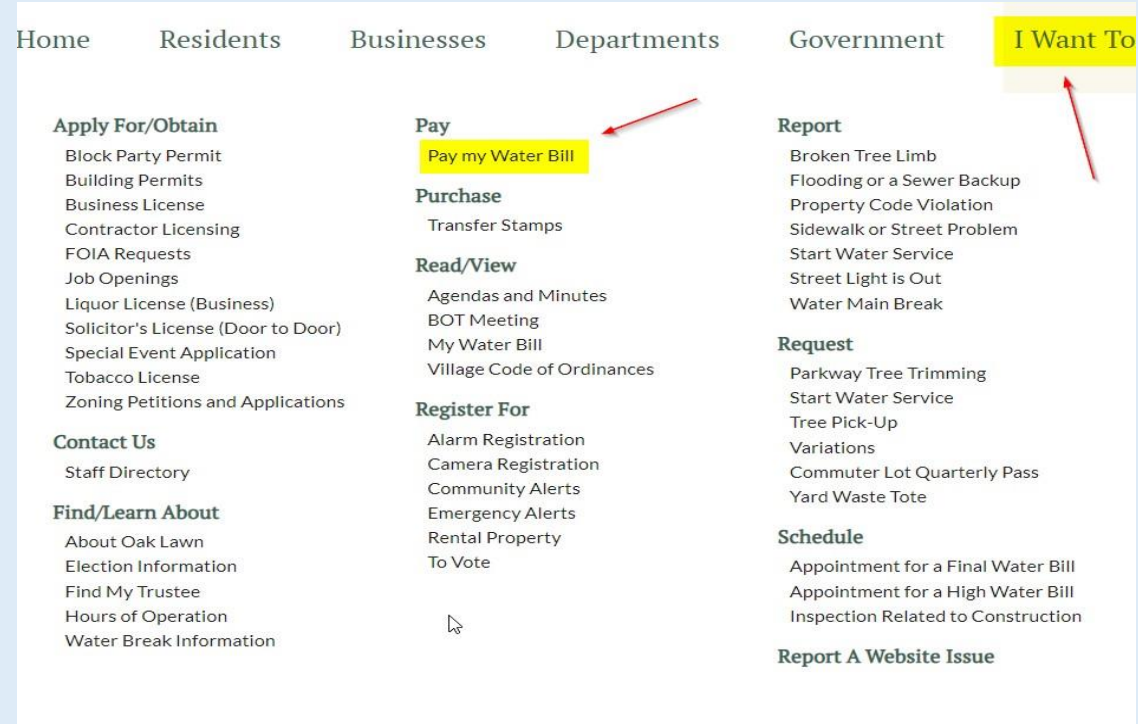 Home Residents Businesses Departments Government I Want To
Apply For/Obtain
Block Party Permit
Building Permits
Business License
Contractor Licensing
FOIA Requests
Job Openings
Liquor License (Business)
Solicitor's License (Door to Door)
Special Event Application
Tobacco License
Zoning Petitions and Applications
Contact Us
Staff Directory
Find/Learn About
About Oak Lawn
Election Information
Find My Trustee
Hours of Operation
Water Break Information
Pay
Pay my Water Bill
Purchase
Transfer Stamps
Read/View
Agendas and Minutes
BOT Meeting
My Water Bill
Village Code of Ordinances
Register For
Alarm Registration
Camera Registration
Community Alerts
Emergency Alerts
Rental Property
To Vote
Report
Broken Tree Limb
Flooding or a Sewer Backup
Property Code Violation
Sidewalk or Street Problem
Start Water Service
Street Light is Out
Water Main Break
Request
Parkway Tree Trimming
Start Water Service
Tree Pick-Up
Variations
Commuter Lot Quarterly Pass
Yard Waste Tote
Schedule
Appointment for a Final Water Bill
Appointment for a High Water Bill
Inspection Related to Construction
Report A Website Issue